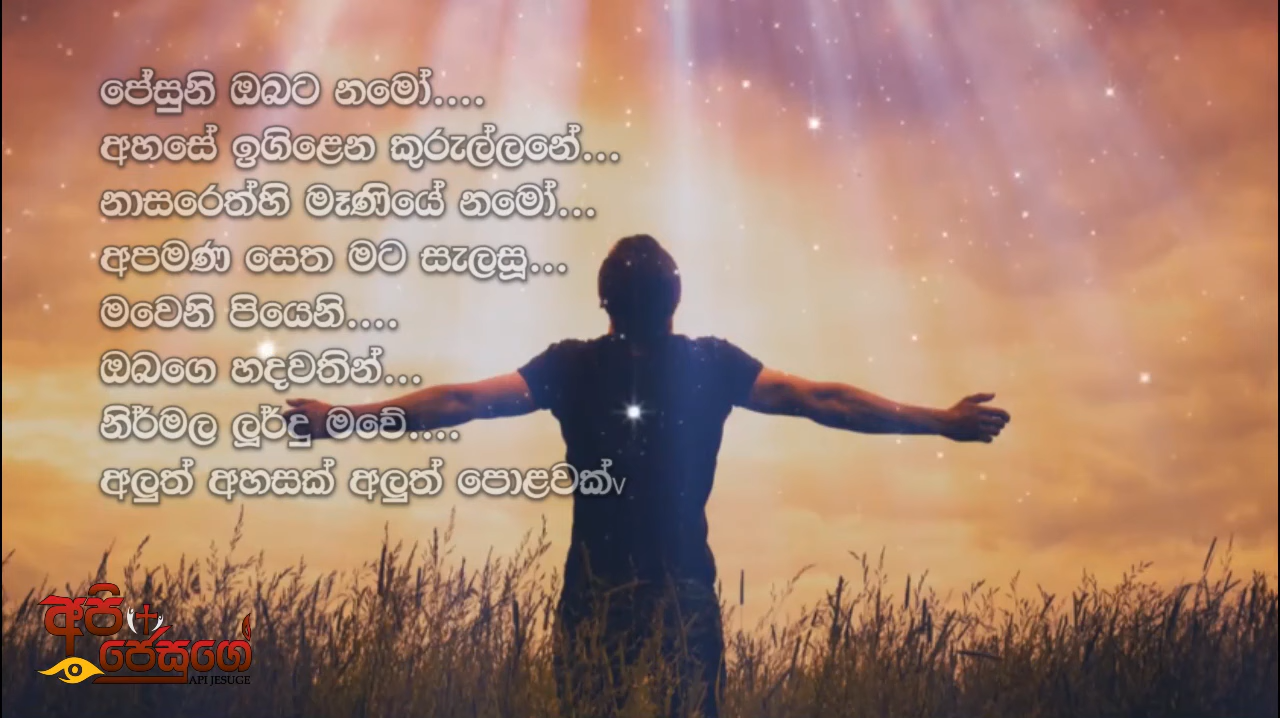 ජේසුනි ඔබට නමෝ....
අහසේ ඉගිළෙන කුරුල්ලනේ...
නාසරෙත්හි මෑණියේ නමෝ...
අපමණ සෙත මට සැලසූ...
මවෙනි පියෙනි....
ඔබගෙ හදවතින්...
නිර්මල ලූර්දු මවේ....
අලුත් අහසක් අලුත් පොළවක්v
අපි
ජේසුගේ
API JESUGE